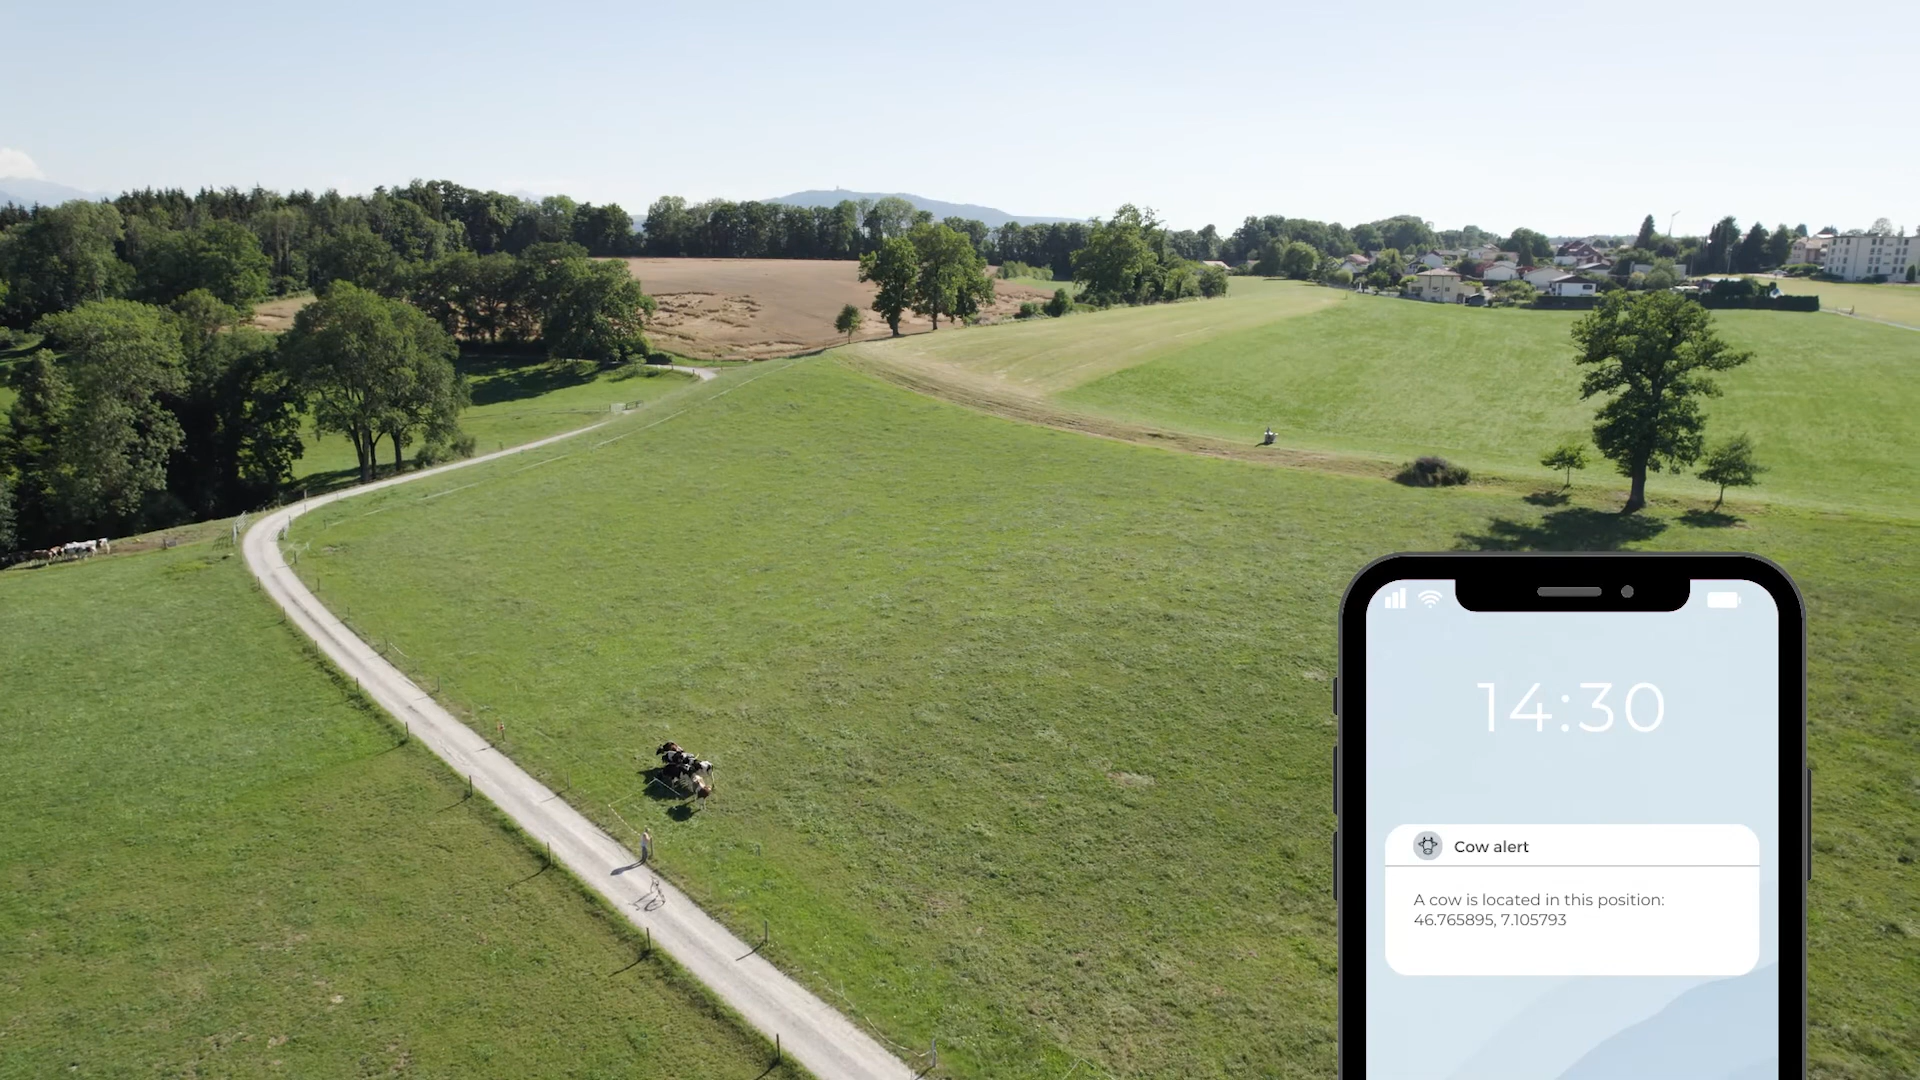 14:30
Cow alert
A cow is located in this position:
46.765895, 7.105793